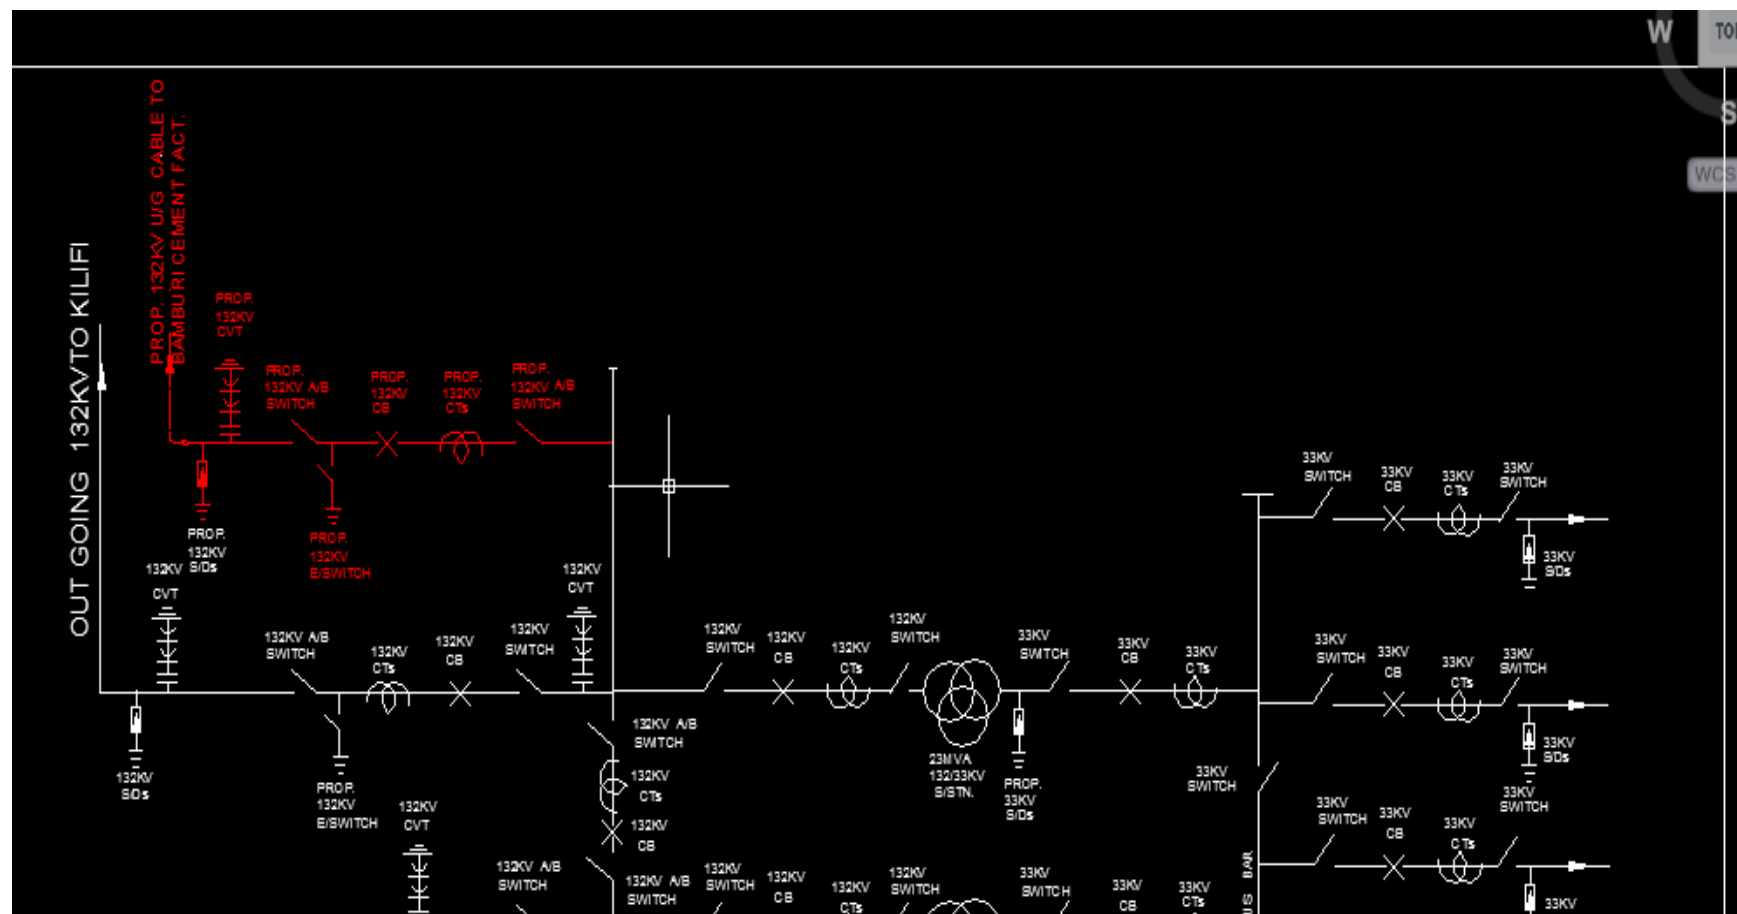 W
S
WCS
PROP. 132KV U/G CABLE TO
BAMBURI CEMENT FACT.
OUT GOING 132KVTO KILIFI
PROP.
132KV
CVT
PROP.
132KV A/B
SWITCH
PROP.
132KV
CB
PROP.
132KV
CTs
PROP.
132KV A/B
SWITCH
PROP.
132KV
S/Ds
PROP.
132KV
E/SWITCH
132KV
CVT
132KV
CVT
132KV A/B
SWITCH
132KV
CTs
132KV
CB
132KV
SWITCH
132KV
SWITCH
132KV
CB
132KV
CTs
132KV
SWITCH
33KV
SWITCH
33KV
CB
33KV
CTs
33KV
SWITCH
33KV
CB
33KV
CTs
33KV
SWITCH
33KV
S/Ds
33KV
SWITCH
33KV
CB
33KV
CTs
33KV
SWITCH
33KV
S/Ds
132KV
S/Ds
PROP.
132KV
E/SWITCH
132KV A/B
SWITCH
132KV
CTs
132KV
CB
23MVA
132/33KV
S/STN.
PROP.
33KV
S/Ds
33KV
SWITCH
33KV
SWITCH
33KV
CB
33KV
CTs
33KV
SWITCH
33KV
132KV
CVT
132KV A/B
SWITCH
132KV A/B
SWITCH
132KV
SWITCH
132KV
CB
132KV
CTs
132KV
SWITCH
33KV
SWITCH
33KV
CB
33KV
CTs
BAR